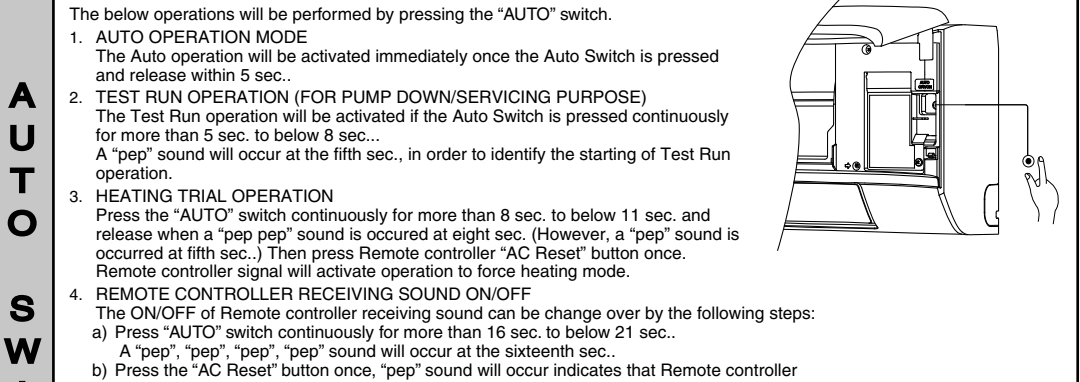 The below operations will be performed by pressing the “AUTO” switch.
1. AUTO OPERATION MODE
The Auto operation will be activated immediately once the Auto Switch is pressed
and release within 5 sec..
2. TEST RUN OPERATION (FOR PUMP DOWN/SERVICING PURPOSE)
The Test Run operation will be activated if the Auto Switch is pressed continuously
for more than 5 sec. to below 8 sec...
A “pep” sound will occur at the fifth sec., in order to identify the starting of Test Run
operation.
3. HEATING TRIAL OPERATION
Press the “AUTO” switch continuously for more than 8 sec. to below 11 sec. and
release when a “pep pep” sound is occured at eight sec. (However, a “pep” sound is
occurred at fifth sec..) Then press Remote controller “AC Reset” button once.
Remote controller signal will activate operation to force heating mode.
4. REMOTE CONTROLLER RECEIVING SOUND ON/OFF
The ON/OFF of Remote controller receiving sound can be change over by the following steps:
a) Press “AUTO” switch continuously for more than 16 sec. to below 21 sec..
A “pep”, “pep”, “pep”, “pep” sound will occur at the sixteenth sec..
b) Press the “AC Reset” button once, “pep” sound will occur indicates that Remote controller
A
U
T
O
S
W